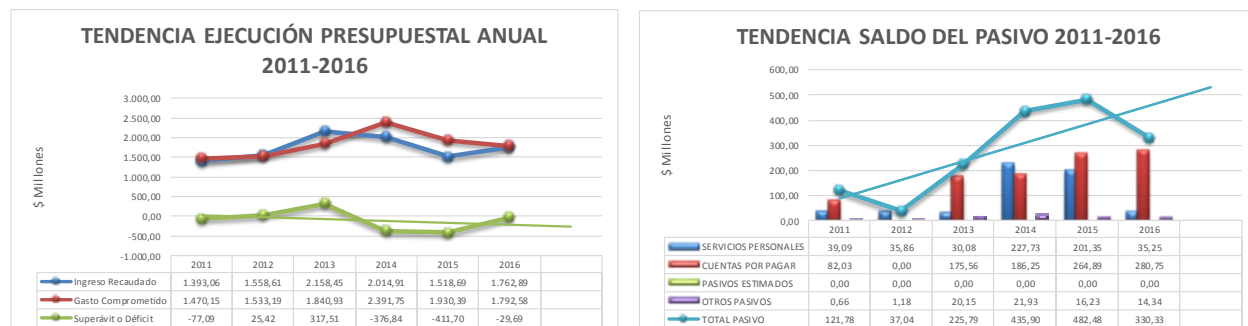 TENDENCIA EJECUCIÓN PRESUPUESTAL ANUAL
2011-2016
$ Millones
3.000,00
2.500,00
2.000,00
1.500,00
1.000,00
500,00
0,00
-500,00
-1.000,00
2011 2012 2013 2014 2015 2016
Ingreso Recaudado 1.393,06 1.558,61 2.158,45 2.014,91 1.518,69 1.762,89
Gasto Comprometido 1.470,15 1.533,19 1.840,93 2.391,75 1.930,39 1.792,58
Superávit o Déficit -77,09 25,42 317,51 -376,84 -411,70 -29,69
TENDENCIA SALDO DEL PASIVO 2011-2016
$ Millones
600,00
500,00
400,00
300,00
200,00
100,00
0,00
2011 2012 2013 2014 2015 2016
SERVICIOS PERSONALES 39,09 35,86 30,08 227,73 201,35 35,25
CUENTAS POR PAGAR 82,03 0,00 175,56 186,25 264,89 280,75
PASIVOS ESTIMADOS 0,00 0,00 0,00 0,00 0,00 0,00
OTROS PASIVOS 0,66 1,18 20,15 21,93 16,23 14,34
TOTAL PASIVO 121,78 37,04 225,79 435,90 482,48 330,33